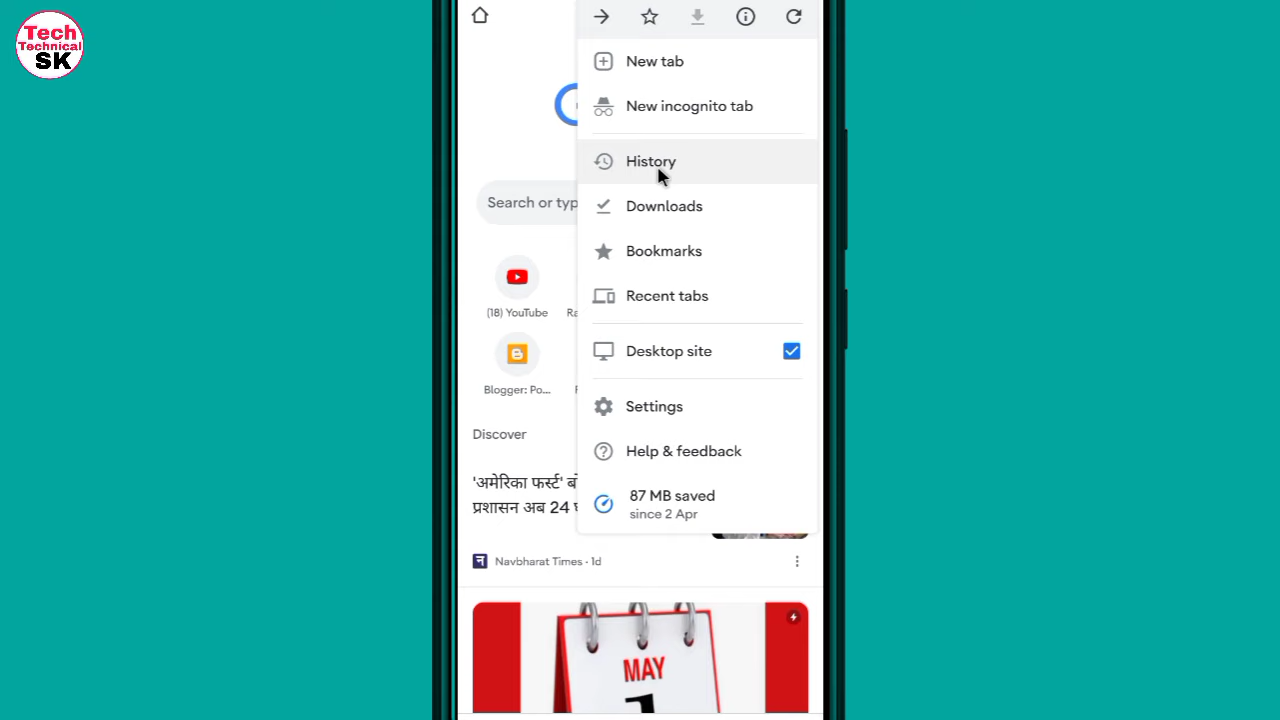 Tech
Technical
SK
New tab
New incognito tab
History
Search or typ
Downloads
Bookmarks
(18) YouTube
Recent tabs
Desktop site
Blogger: Po...
Settings
Discover
Help & feedback
'अमेरिका फर्स्ट'
प्रशासन अब 24
87 MB saved
since 2 Apr
Navbharat Times · 1d
MAY